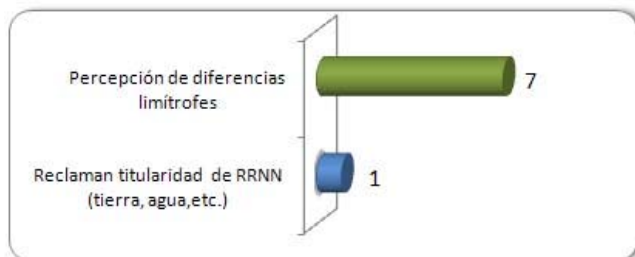 Percepción de diferencias
limítrofes
7
Reclaman titularidad de RRNN
(tierra, agua,etc.)
1